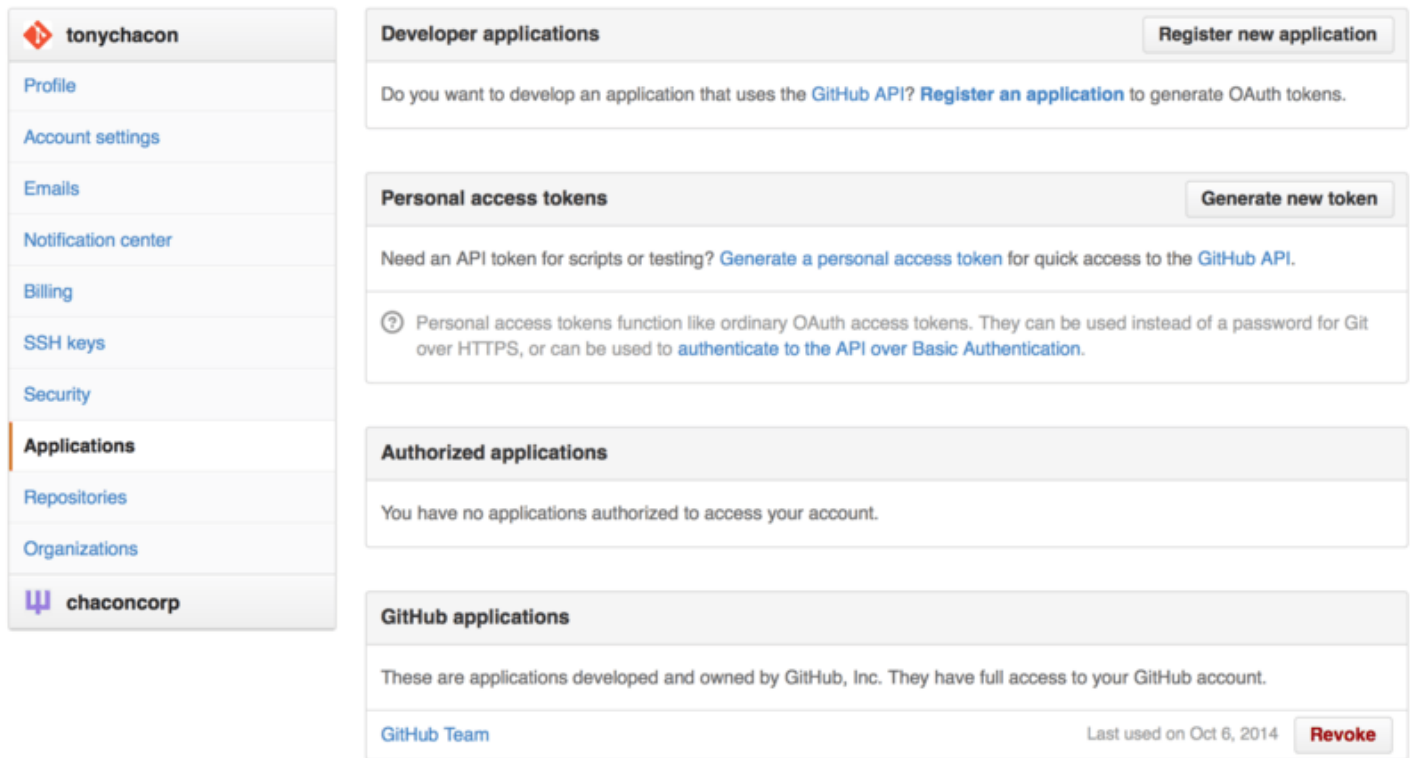 tonychacon
Profile
Account settings
Emails
Notification center
Billing
SSH keys
Security
Applications
Repositories
Organizations
chaconcorp
Developer applications
Register new application
Do you want to develop an application that uses the GitHub API? Register an application to generate OAuth tokens.
Personal access tokens
Generate new token
Need an API token for scripts or testing? Generate a personal access token for quick access to the GitHub API.
Personal access tokens function like ordinary OAuth access tokens. They can be used instead of a password for Git
over HTTPS, or can be used to authenticate to the API over Basic Authentication.
Authorized applications
You have no applications authorized to access your account.
GitHub applications
These are applications developed and owned by GitHub, Inc. They have full access to your GitHub account.
GitHub Team
Last used on Oct 6, 2014
Revoke